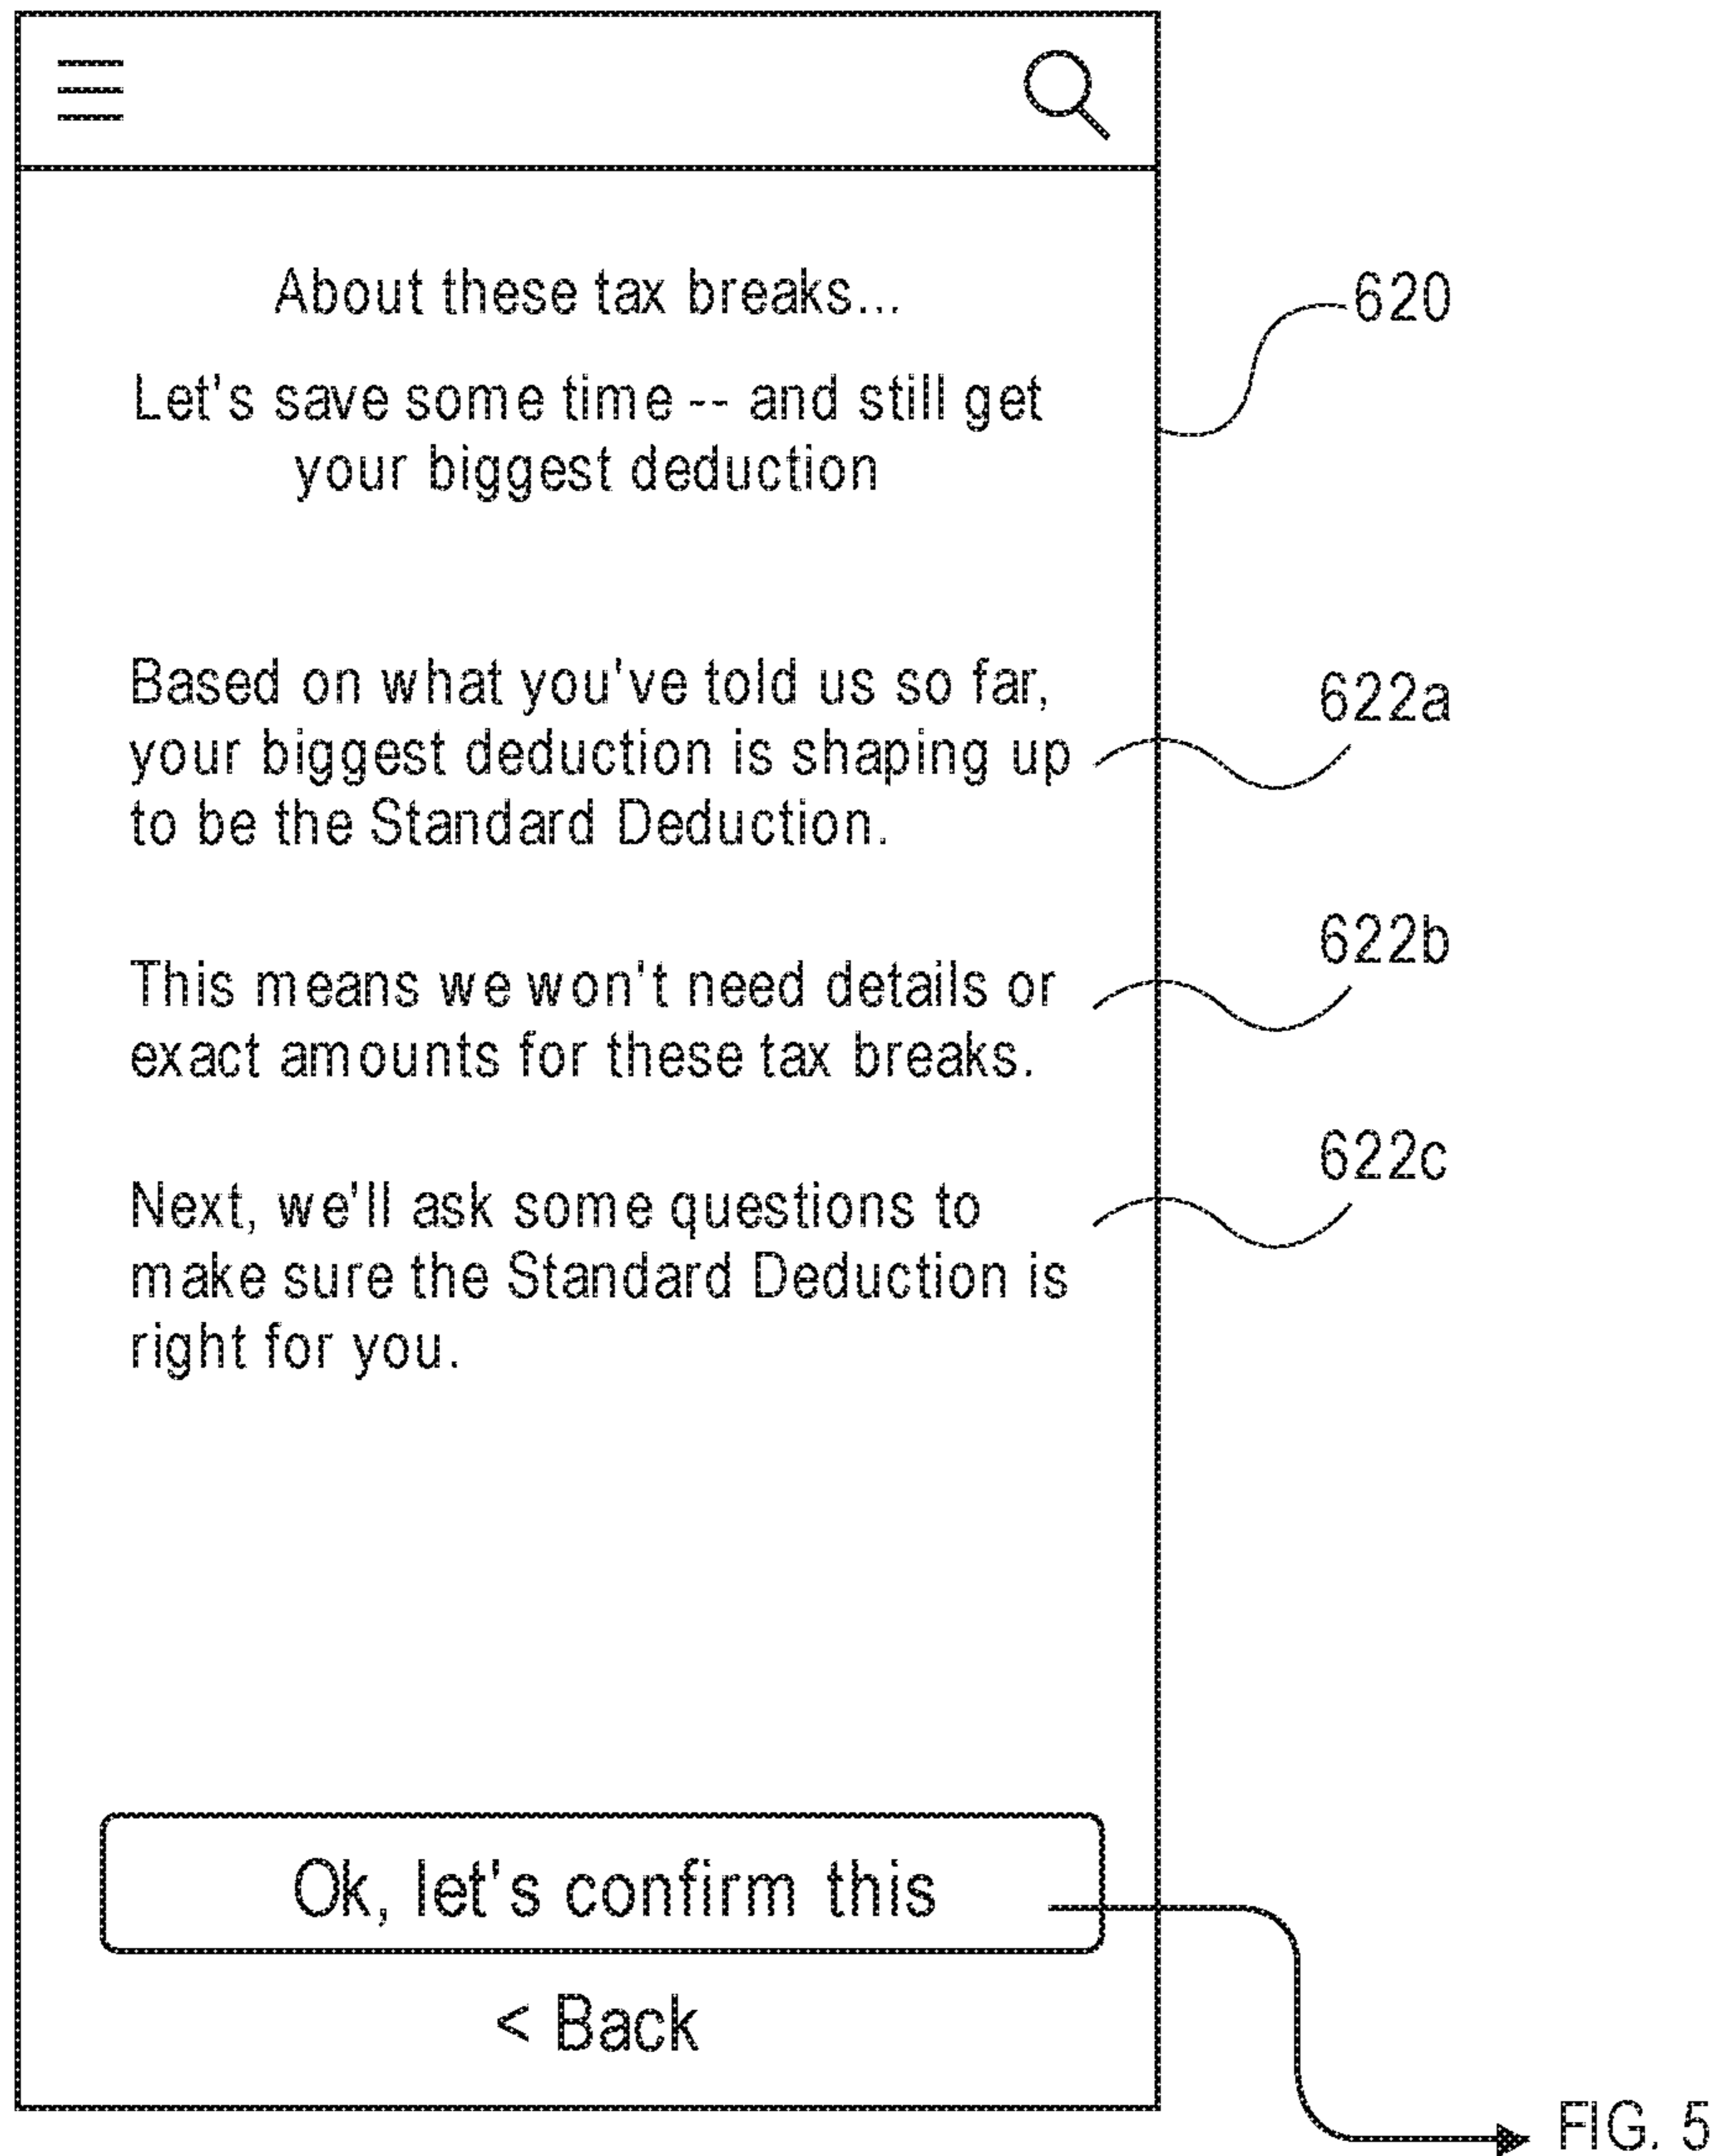 About these tax breaks...
620
Let's save some time -- and still get
your biggest deduction
Based on what you've told us so far,
622a
your biggest deduction is shaping up
to be the Standard Deduction.
622b
This means we won't need details or
exact amounts for these tax breaks.
622c
Next, we'll ask some questions to
make sure the Standard Deduction is
right for you.
Ok, let's confirm this
< Back
FIG. 5